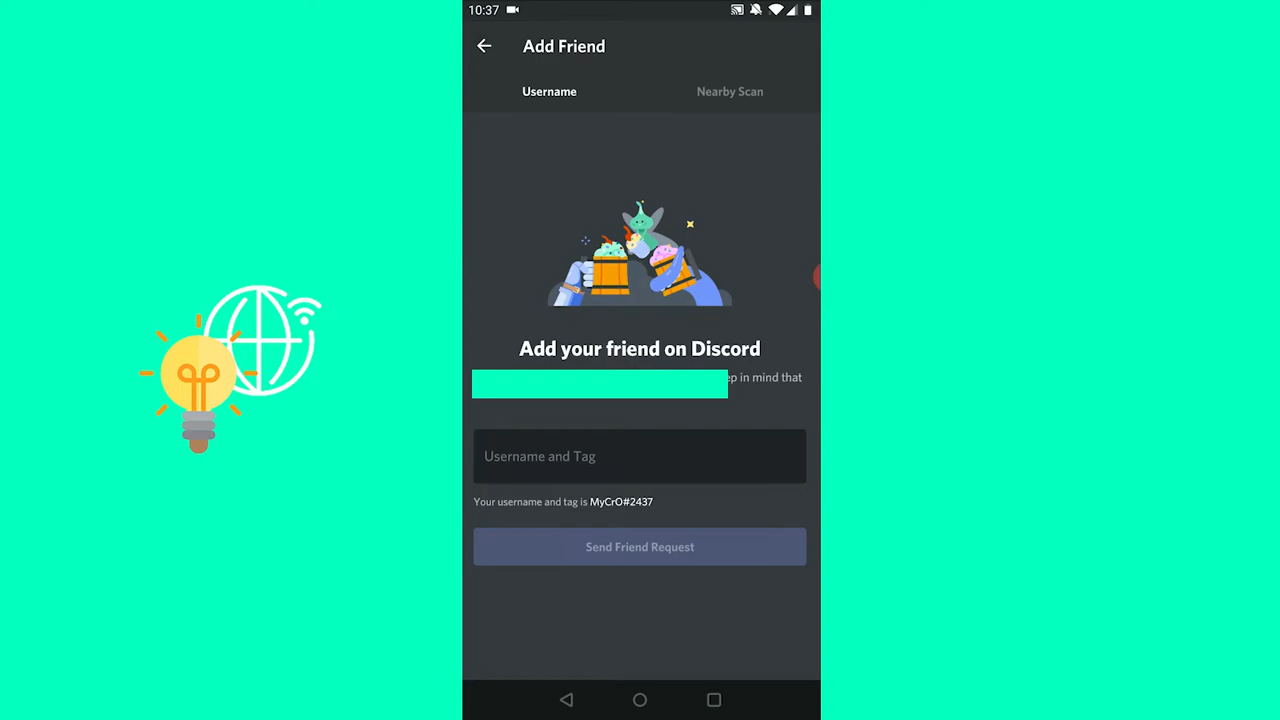 10:37
Add Friend
Username
Nearby Scan
Add your friend on Discord
in mind that
Username and Tag
Your username and tag is MyCrO#2437
Send Friend Request